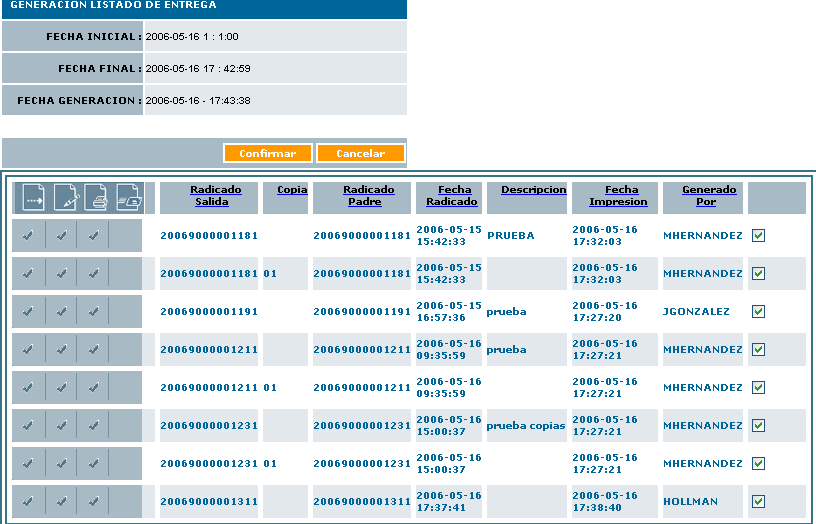 GENERACION LISTADO DE ENTREGA
FECHA INICIAL : 2006-05-16 1 : 1:00
FECHA FINAL : 2006-05-16 17 : 42:59
FECHA GENERACION : 2006-05-16 - 17:43:38
Confirmar Cancelar
Radicado Salida Copia Radicado Padre Fecha Radicado Descripcion Fecha Impresion Generado Por
20069000001181 20069000001181 2006-05-15 15:42:33 PRUEBA 2006-05-16 17:32:03 MHERNANDEZ
20069000001181 01 20069000001181 2006-05-15 15:42:33 2006-05-16 17:32:03 MHERNANDEZ
20069000001191 20069000001191 2006-05-15 16:57:36 prueba 2006-05-16 17:27:20 JGONZALEZ
20069000001211 20069000001211 2006-05-16 09:35:59 prueba 2006-05-16 17:27:21 MHERNANDEZ
20069000001211 01 20069000001211 2006-05-16 09:35:59 2006-05-16 17:27:21 MHERNANDEZ
20069000001231 20069000001231 2006-05-16 15:00:37 prueba copias 2006-05-16 17:27:21 MHERNANDEZ
20069000001231 01 20069000001231 2006-05-16 15:00:37 2006-05-16 17:27:21 MHERNANDEZ
20069000001311 20069000001311 2006-05-16 17:37:41 2006-05-16 17:38:40 HOLLMAN